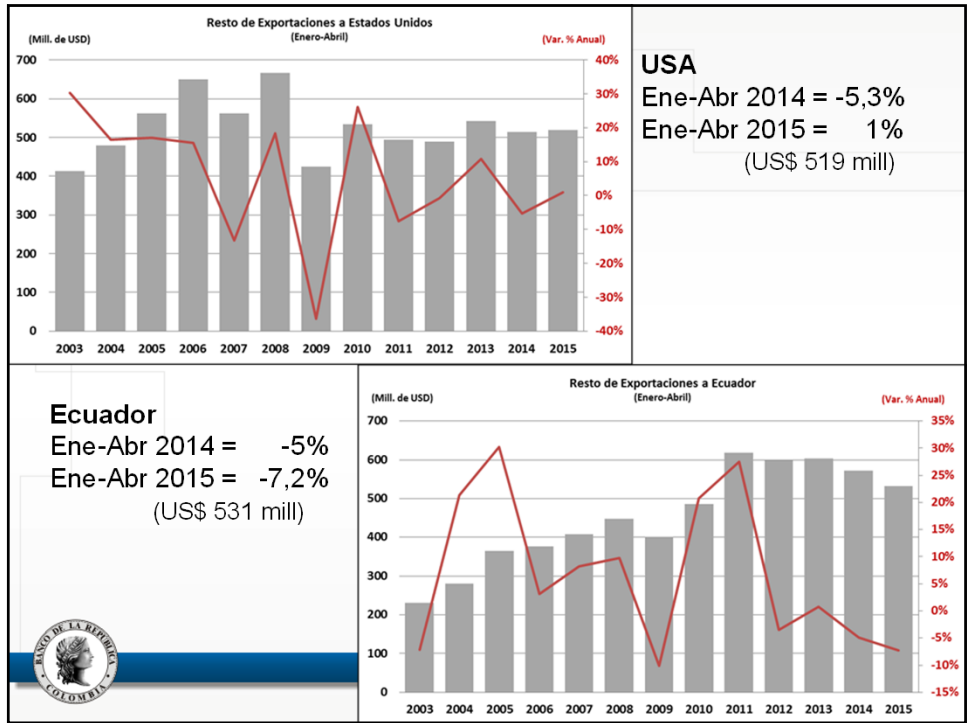 Resto de Exportaciones a Estados Unidos
(Enero-Abril)
(Mill. de USD)
(Var. % Anual)
700
600
500
400
300
200
100
0
40%
30%
20%
10%
0%
-10%
-20%
-30%
-40%
2003 2004 2005 2006 2007 2008 2009 2010 2011 2012 2013 2014 2015
USA
Ene-Abr 2014 = -5,3%
Ene-Abr 2015 = 1%
(US$ 519 mill)
Ecuador
Ene-Abr 2014 = -5%
Ene-Abr 2015 = -7,2%
(US$ 531 mill)
BANCO DE LA REPUBLICA
COLOMBIA
Resto de Exportaciones a Ecuador
(Enero-Abril)
(Mill. de USD)
(Var. % Anual)
700
600
500
400
300
200
100
0
35%
30%
25%
20%
15%
10%
5%
0%
-5%
-10%
-15%
2003 2004 2005 2006 2007 2008 2009 2010 2011 2012 2013 2014 2015